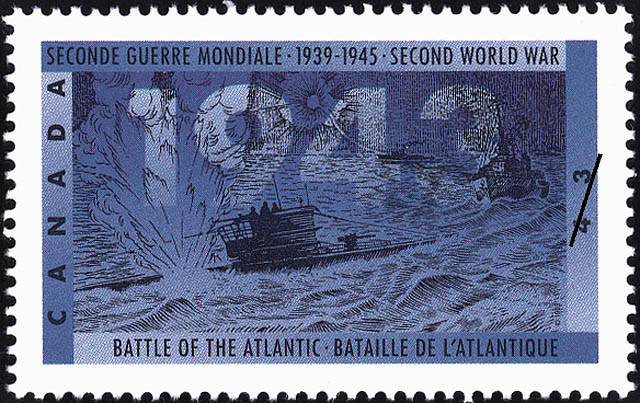 SECONDE GUERRE MONDIALE · 1939-1945 · SECOND WORLD WAR
CANADA
1943
43
BATTLE OF THE ATLANTIC · BATAILLE DE L'ATLANTIQUE